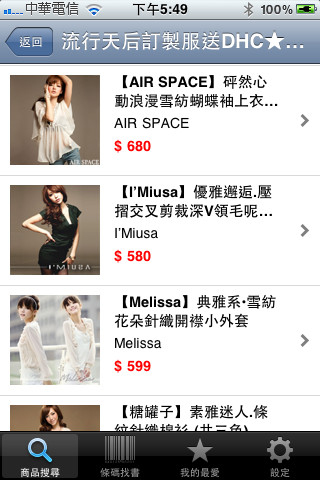 中華電信 下午5:49 100%
返回 流行天后訂製服送DHC★...
【AIR SPACE】砰然心
動浪漫雪紡蝴蝶袖上衣...
AIR SPACE
$ 680
AIR SPACE
【I'Miusa】優雅邂逅.壓
摺交叉剪裁深V領毛呢...
I'Miusa
$ 580
I'MIUSA
【Melissa】典雅系‧雪紡
花朵針織開襟小外套
Melissa
$ 599
【糖罐子】素雅迷人.條
紋針織棉衫 (共三色)
商品搜尋 條碼找書 我的最愛 設定